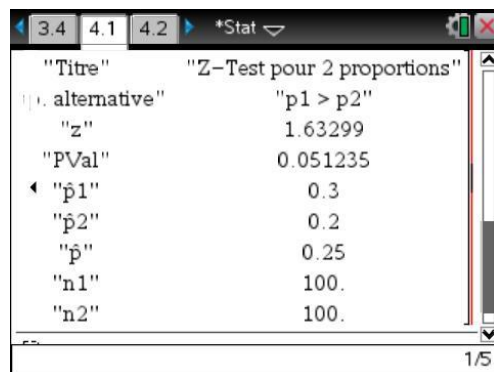 3.4 4.1 4.2 *Stat
"Titre" "Z-Test pour 2 proportions"
alternative" "p1 > p2"
"z" 1.63299
"PVal" 0.051235
"p̂1" 0.3
"p̂2" 0.2
"p̂" 0.25
"n1" 100.
"n2" 100.
1/5